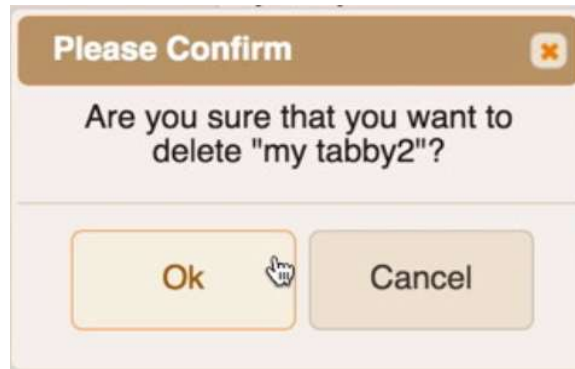 Please Confirm
Are you sure that you want to
delete "my tabby2"?
Ok
Cancel